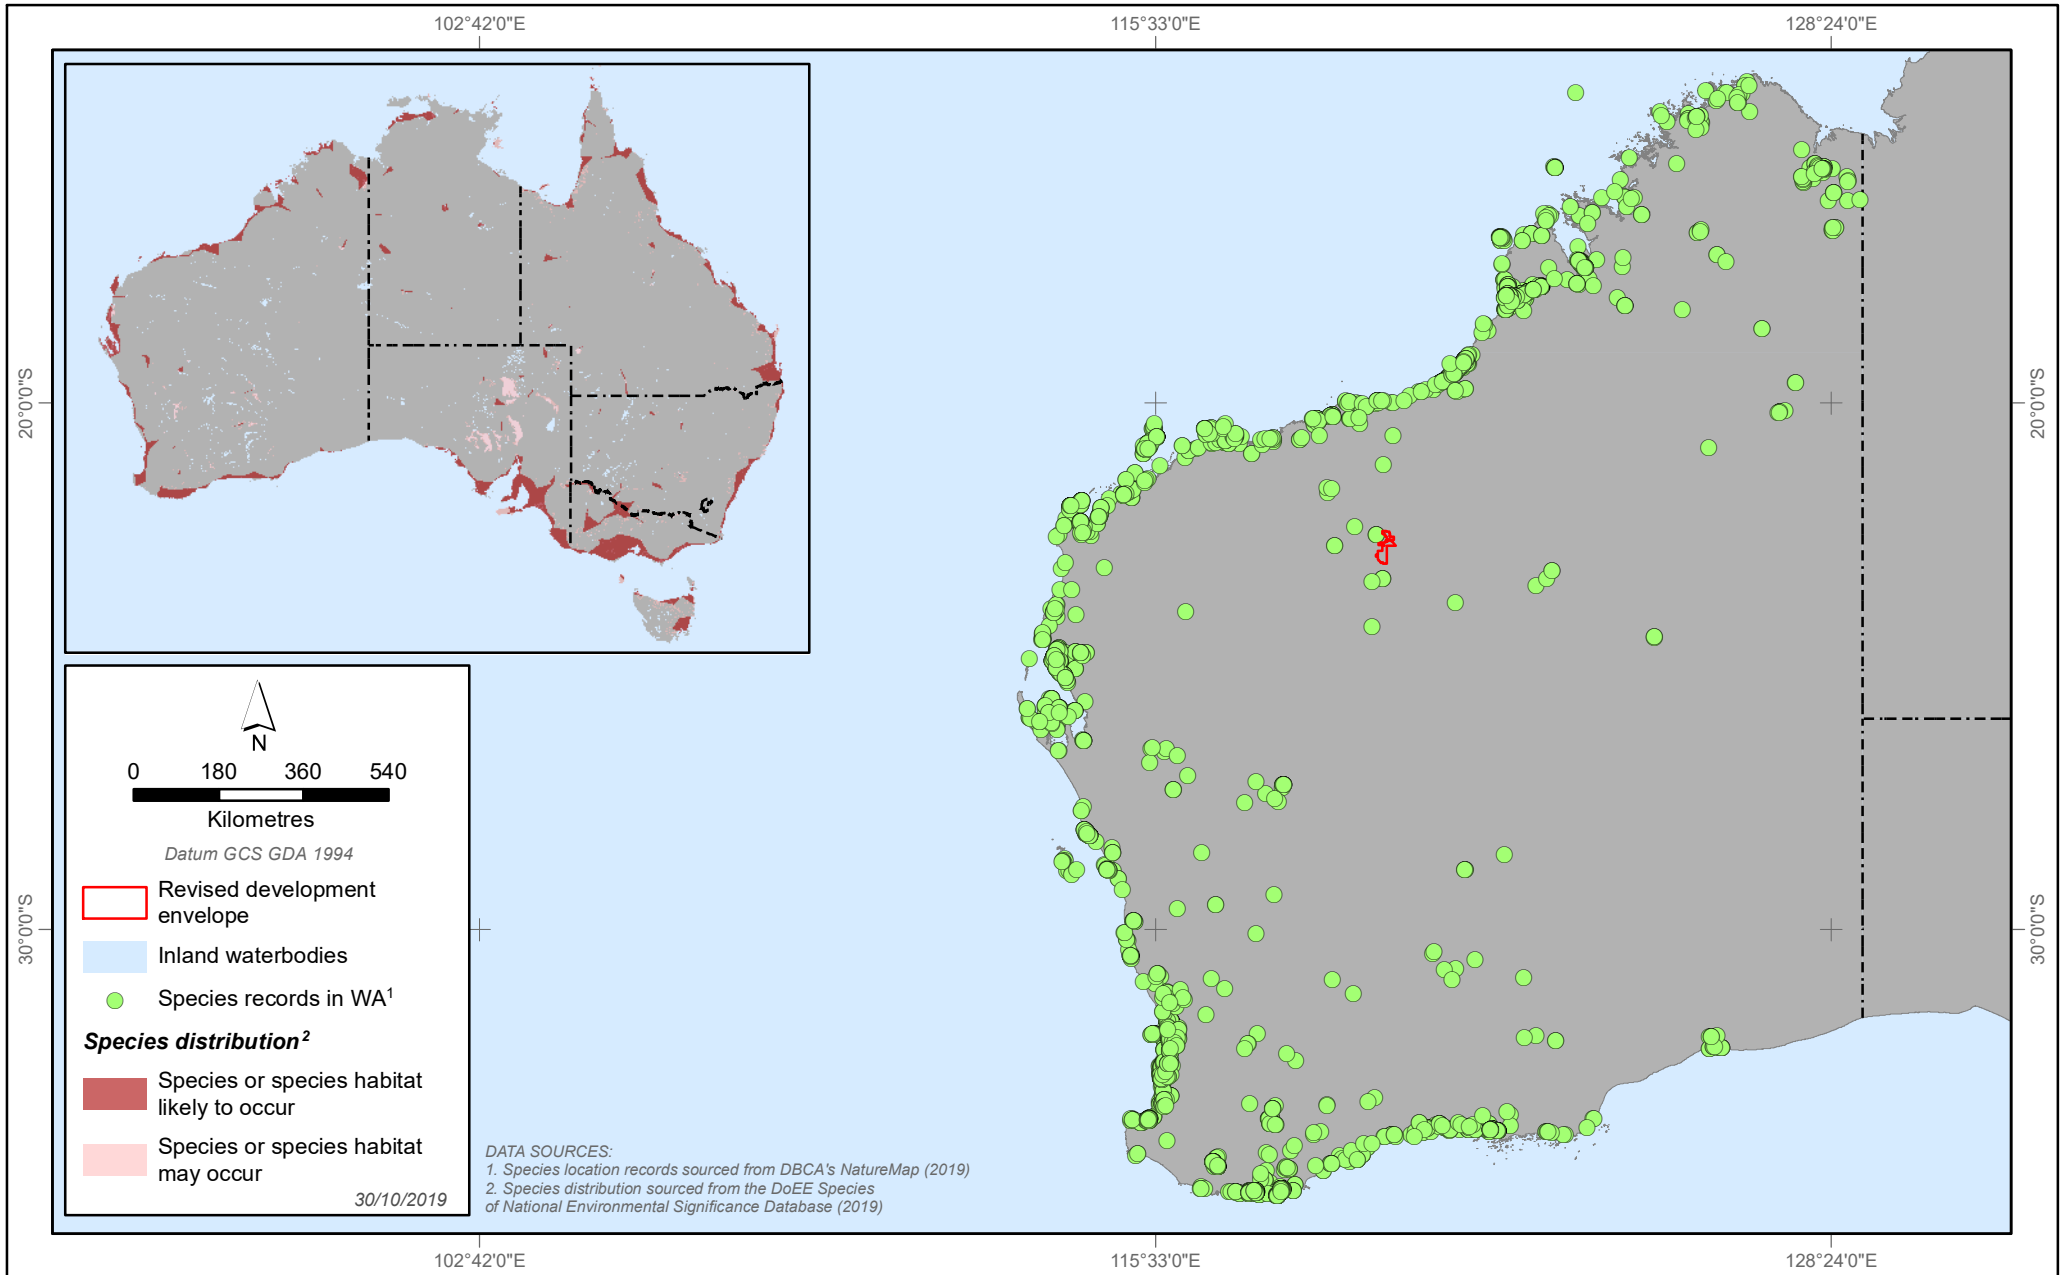 102°42'0"E
115°33'0"E
128°24'0"E
20°0'0"S
20°0'0"S
30°0'0"S
30°0'0"S
N
0 180 360 540
Kilometres
Datum GCS GDA 1994
Revised development
envelope
Inland waterbodies
Species records in WA1
Species distribution2
Species or species habitat
likely to occur
Species or species habitat
may occur
30/10/2019
DATA SOURCES:
1. Species location records sourced from DBCA's NatureMap (2019)
2. Species distribution sourced from the DoEE Species
of National Environmental Significance Database (2019)
102°42'0"E
115°33'0"E
128°24'0"E